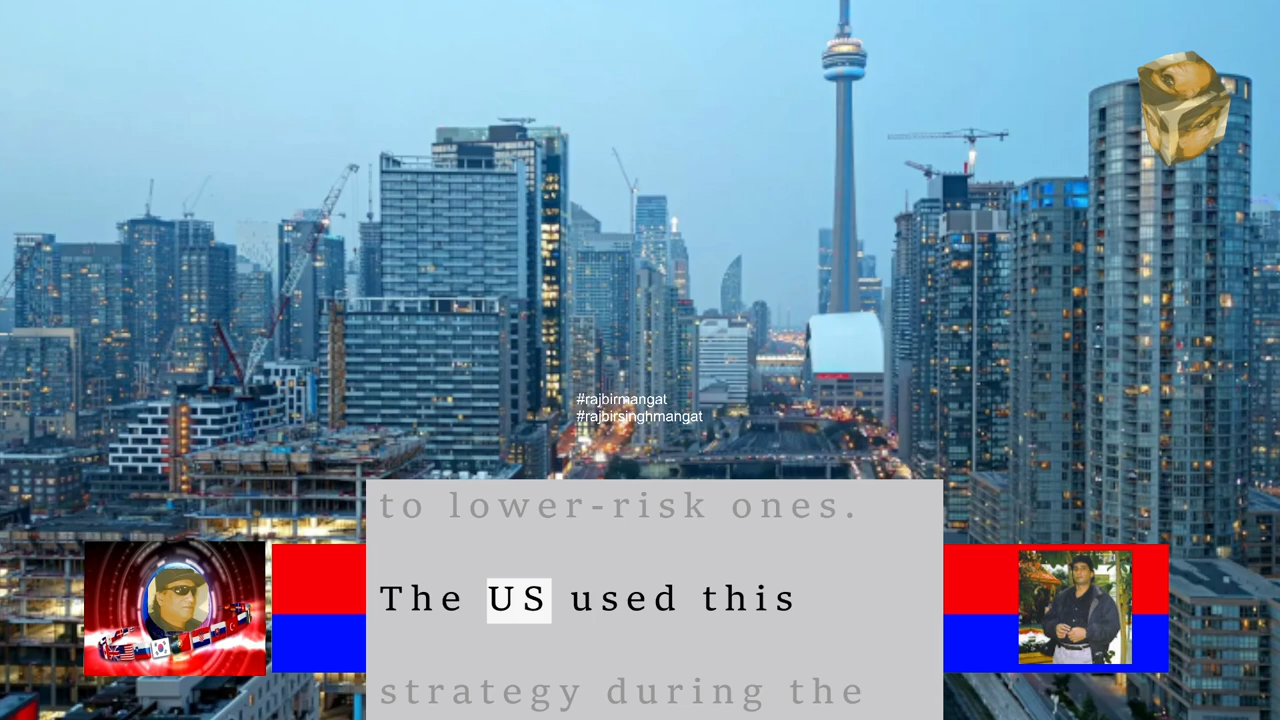 #rajbirmangat
#rajbirsinghmangat
to lower-risk ones.
The US used this
strategy during the